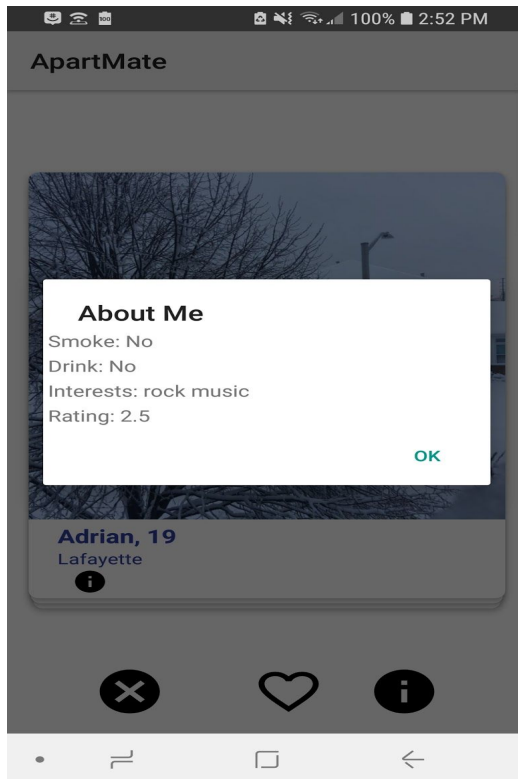 100 100% 2:52 PM
ApartMate
About Me
Smoke: No
Drink: No
Interests: rock music
Rating: 2.5
OK
Adrian, 19
Lafayette